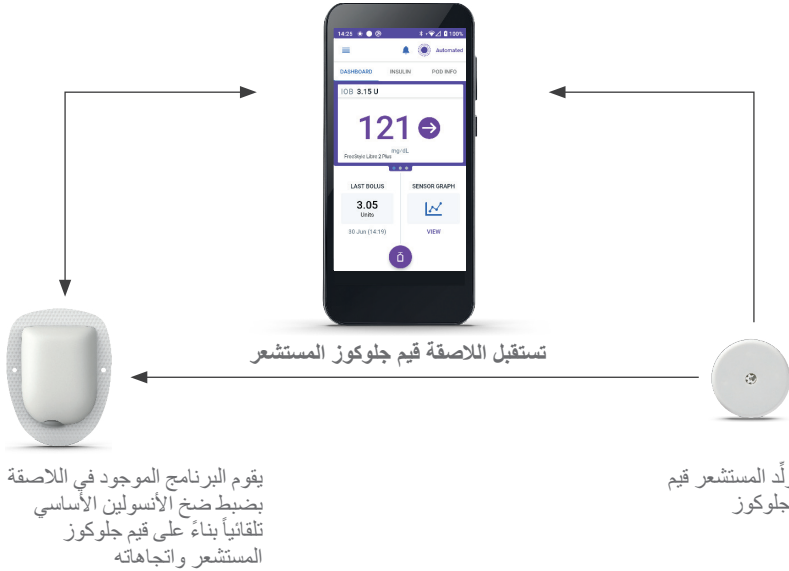 14:25 100%
Automated
DASHBOARD INSULIN POD INFO
IOB 3.15 U
121
mg/dL
FreeStyle Libre 2 Plus
LAST BOLUS
3.05
Units
30 Jun (14:19)
SENSOR GRAPH
VIEW
تستقبل اللاصقة قيم جلوكوز المستشعر
المستشعر قيم
جلوكوز
يقوم البرنامج الموجود في اللاصقة
بضبط ضخ الأنسولين الأساسي
تلقائياً بناءً على قيم جلوكوز
المستشعر واتجاهاته